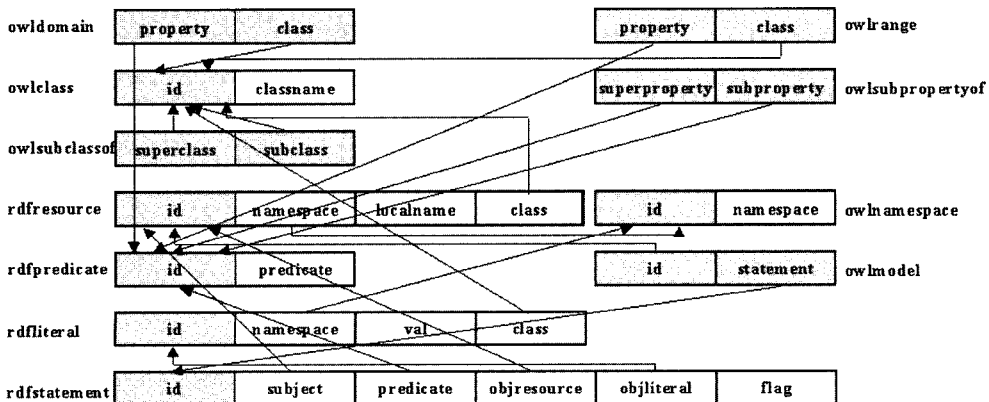 owldomain property class property class owlrange
owlclass id classname superproperty subproperty owlsubpropertyof
owlsubclassof superclass subclass
rdfresource id namespace localname class id namespace owlnamespace
rdfpredicate id predicate id statement owlmodel
rdfliteral id namespace val class
rdfstatement id subject predicate objresource objliteral flag